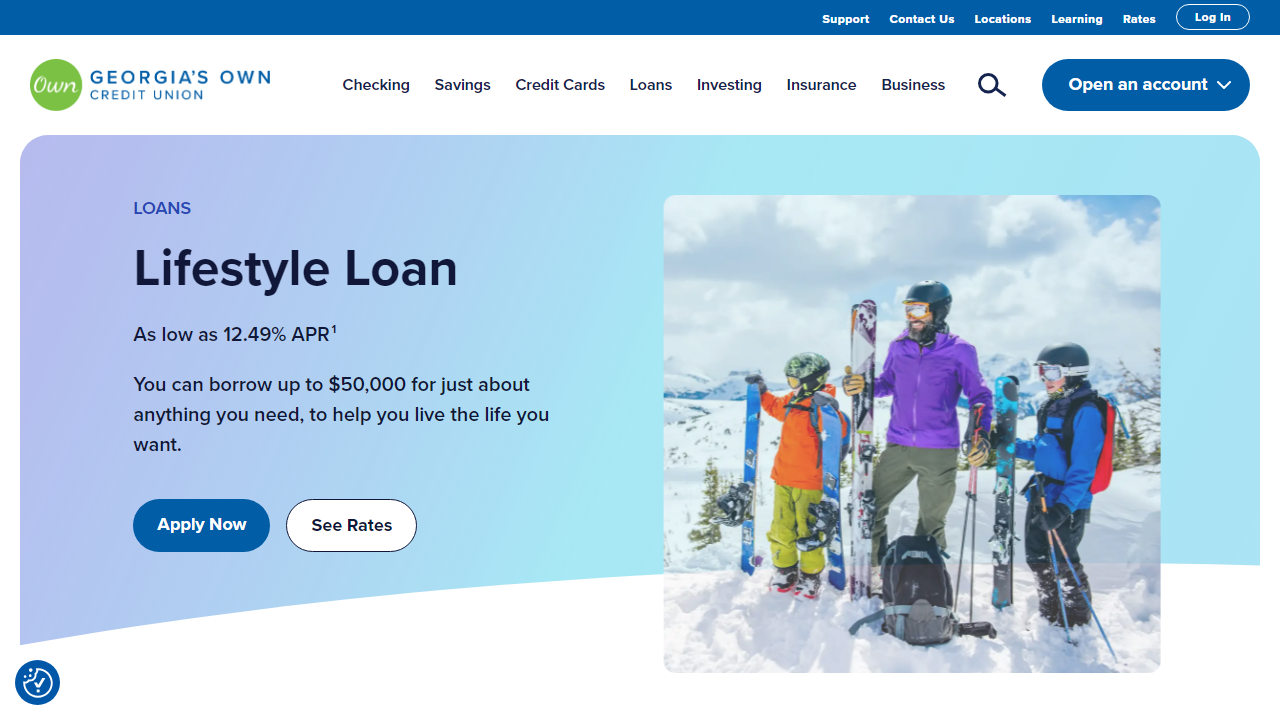 Support Contact Us Locations Learning Rates Log In
Own GEORGIA'S OWN
CREDIT UNION
Checking Savings Credit Cards Loans Investing Insurance Business Open an account
LOANS
Lifestyle Loan
As low as 12.49% APR¹
You can borrow up to $50,000 for just about
anything you need, to help you live the life you
want.
Apply Now See Rates